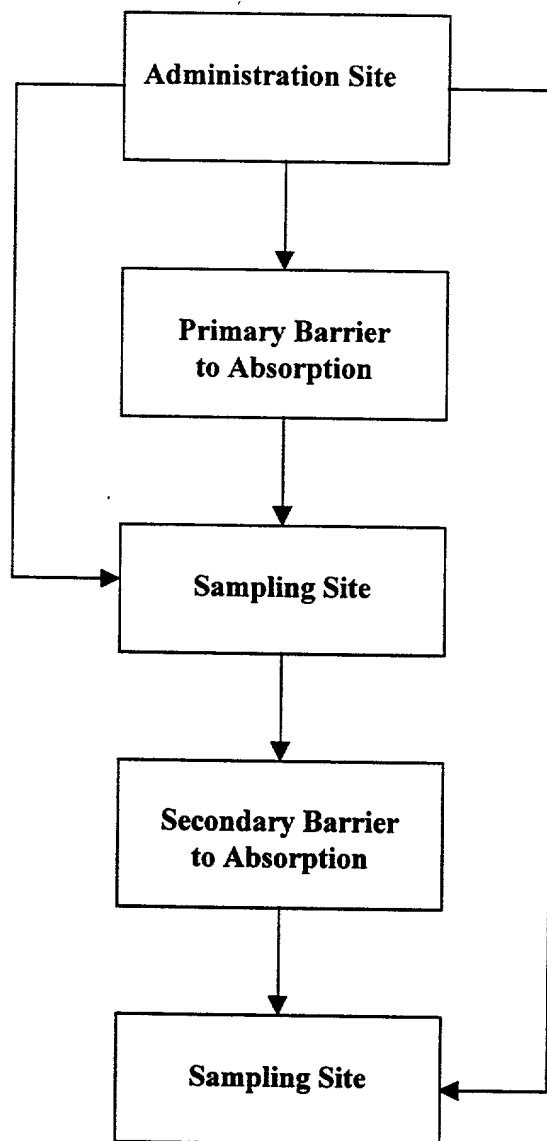 Administration Site
Primary Barrier
to Absorption
Sampling Site
Secondary Barrier
to Absorption
Sampling Site